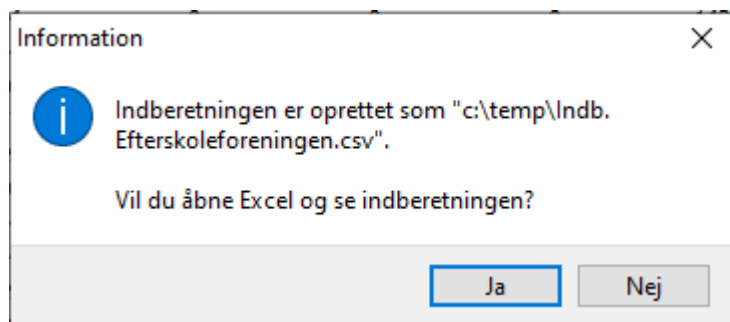 Information
Indberetningen er oprettet som "c:\temp\Indb.
Efterskoleforeningen.csv".
Vil du åbne Excel og se indberetningen?
Ja
Nej